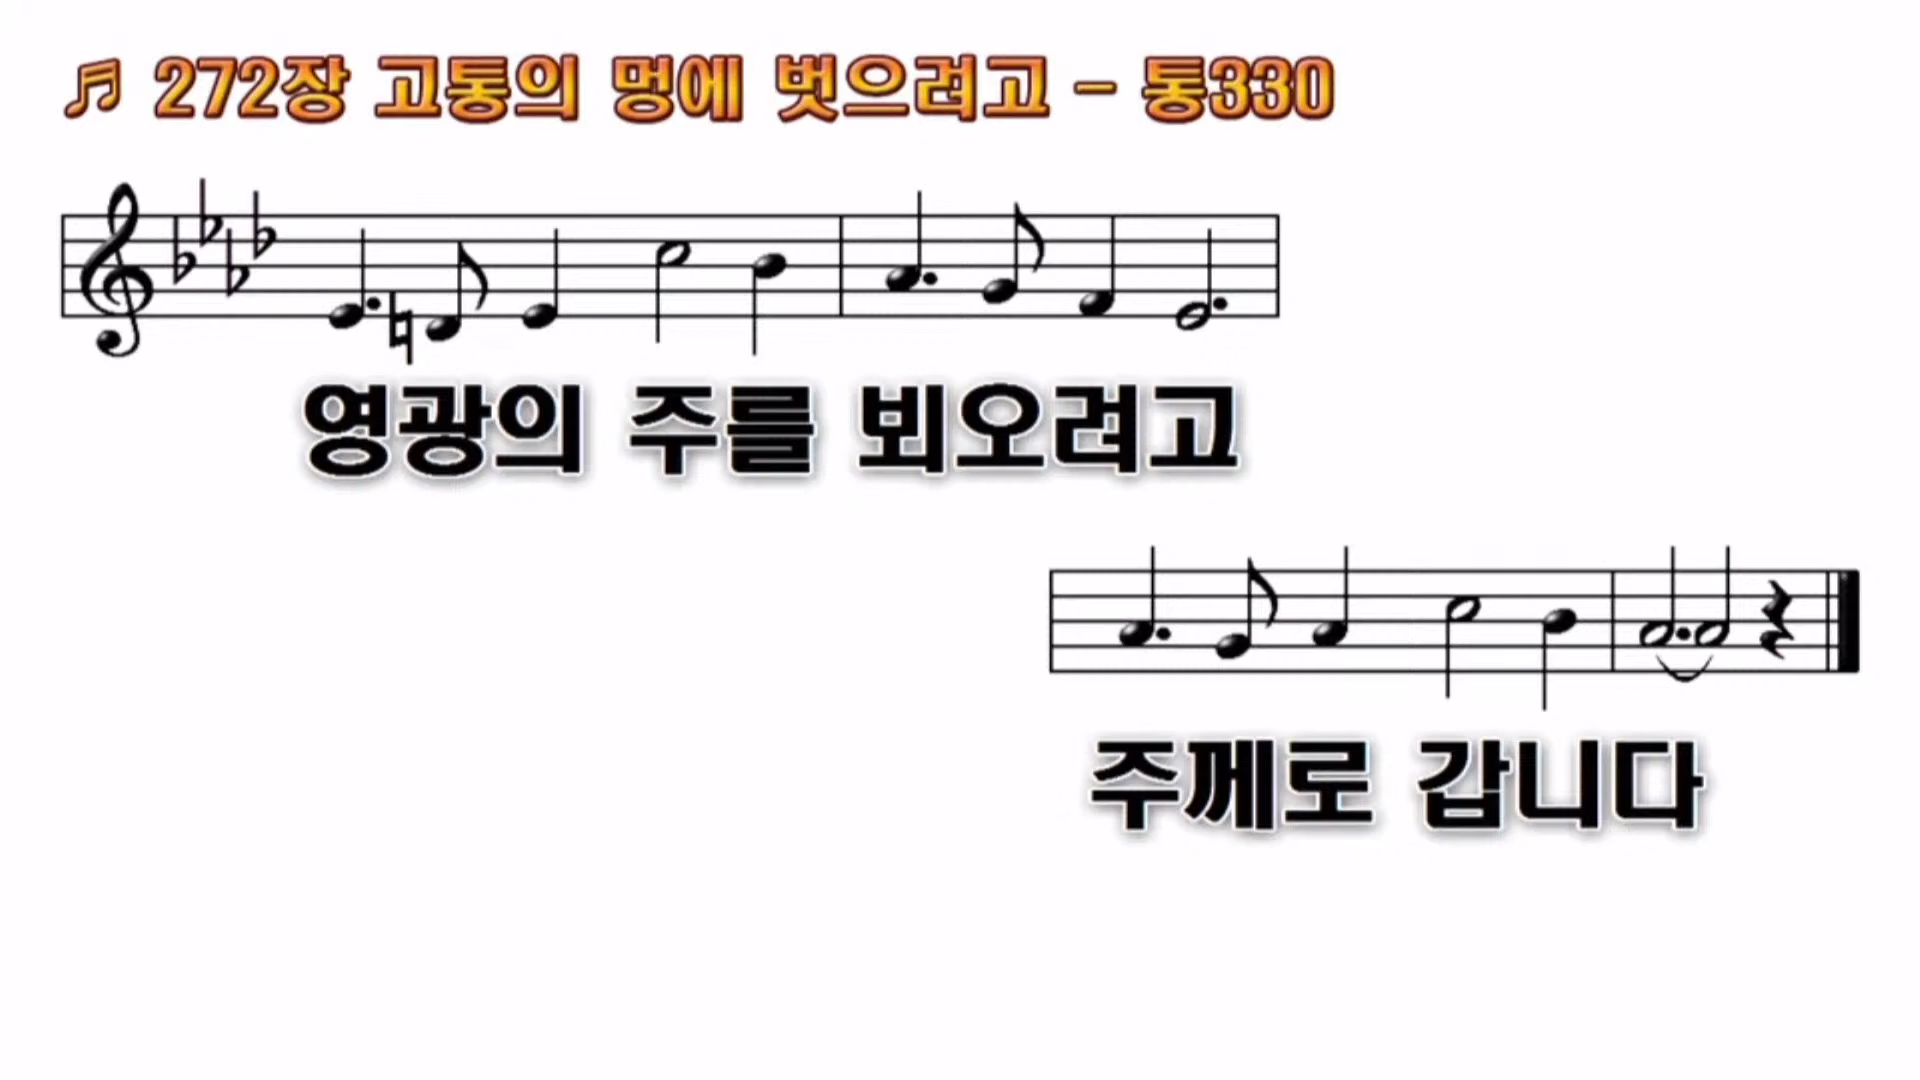 ♬ 272장 고통의 멍에 벗으려고 - 통330
영광의 주를 뵈오려고
주께로 갑니다